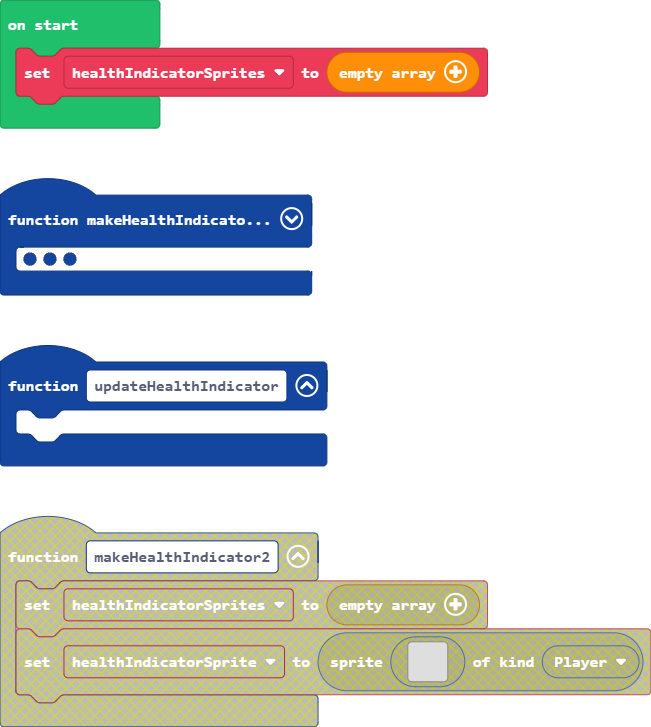 on start
set healthIndicatorSprites to empty array
function makeHealthIndicato...
function updateHealthIndicator
function makeHealthIndicator2
set healthIndicatorSprites to empty array
set healthIndicatorSprite to sprite of kind Player